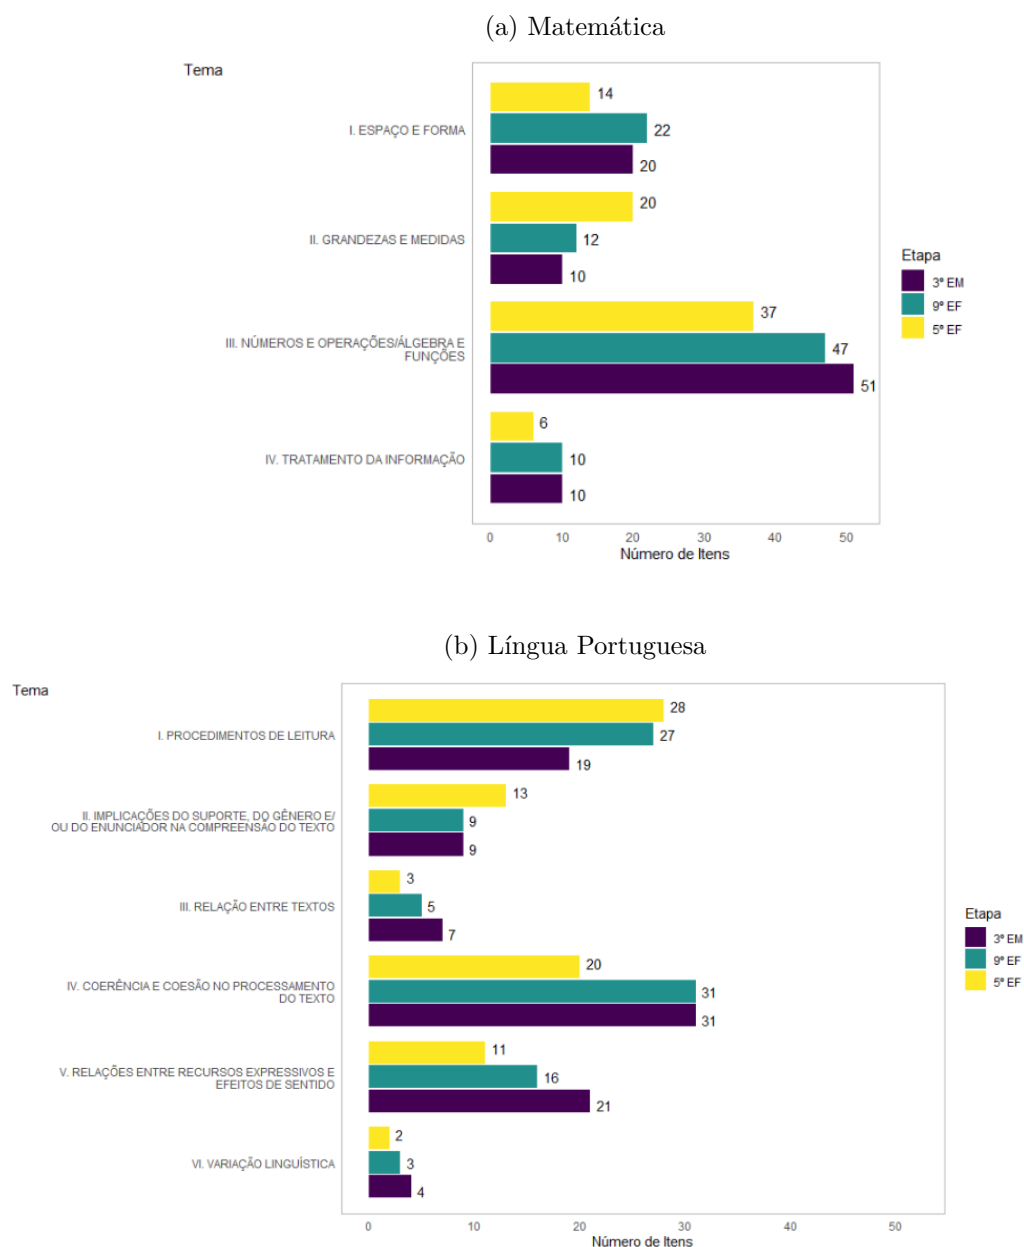 (a) Matemática
Tema
I. ESPAÇO E FORMA
14
22
20
II. GRANDEZAS E MEDIDAS
20
12
10
III. NÚMEROS E OPERAÇÕES/ÁLGEBRA E
FUNÇÕES
37
47
51
IV. TRATAMENTO DA INFORMAÇÃO
6
10
10
0 10 20 30 40 50
Número de Itens
Etapa
3ª EM
9º EF
5º EF
(b) Língua Portuguesa
Tema
I. PROCEDIMENTOS DE LEITURA
28
27
19
II. IMPLICAÇÕES DO SUPORTE, DO GÊNERO E/
OU DO ENUNCIADOR NA COMPREENSÃO DO TEXTO
13
9
9
III. RELAÇÃO ENTRE TEXTOS
3
5
7
IV. COERÊNCIA E COESÃO NO PROCESSAMENTO
DO TEXTO
20
31
31
V. RELAÇÕES ENTRE RECURSOS EXPRESSIVOS E
EFEITOS DE SENTIDO
11
16
21
VI. VARIAÇÃO LINGUÍSTICA
2
3
4
0 10 20 30 40 50
Número de Itens
Etapa
3ª EM
9º EF
5º EF